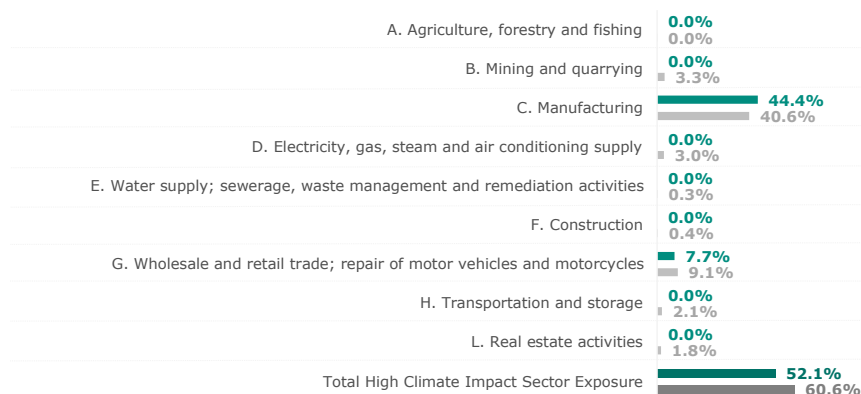 A. Agriculture, forestry and fishing 0.0%
0.0%
B. Mining and quarrying 0.0%
3.3%
C. Manufacturing 44.4%
40.6%
D. Electricity, gas, steam and air conditioning supply 0.0%
3.0%
E. Water supply; sewerage, waste management and remediation activities 0.0%
0.3%
F. Construction 0.0%
0.4%
G. Wholesale and retail trade; repair of motor vehicles and motorcycles 7.7%
9.1%
H. Transportation and storage 0.0%
2.1%
L. Real estate activities 0.0%
1.8%
Total High Climate Impact Sector Exposure 52.1%
60.6%